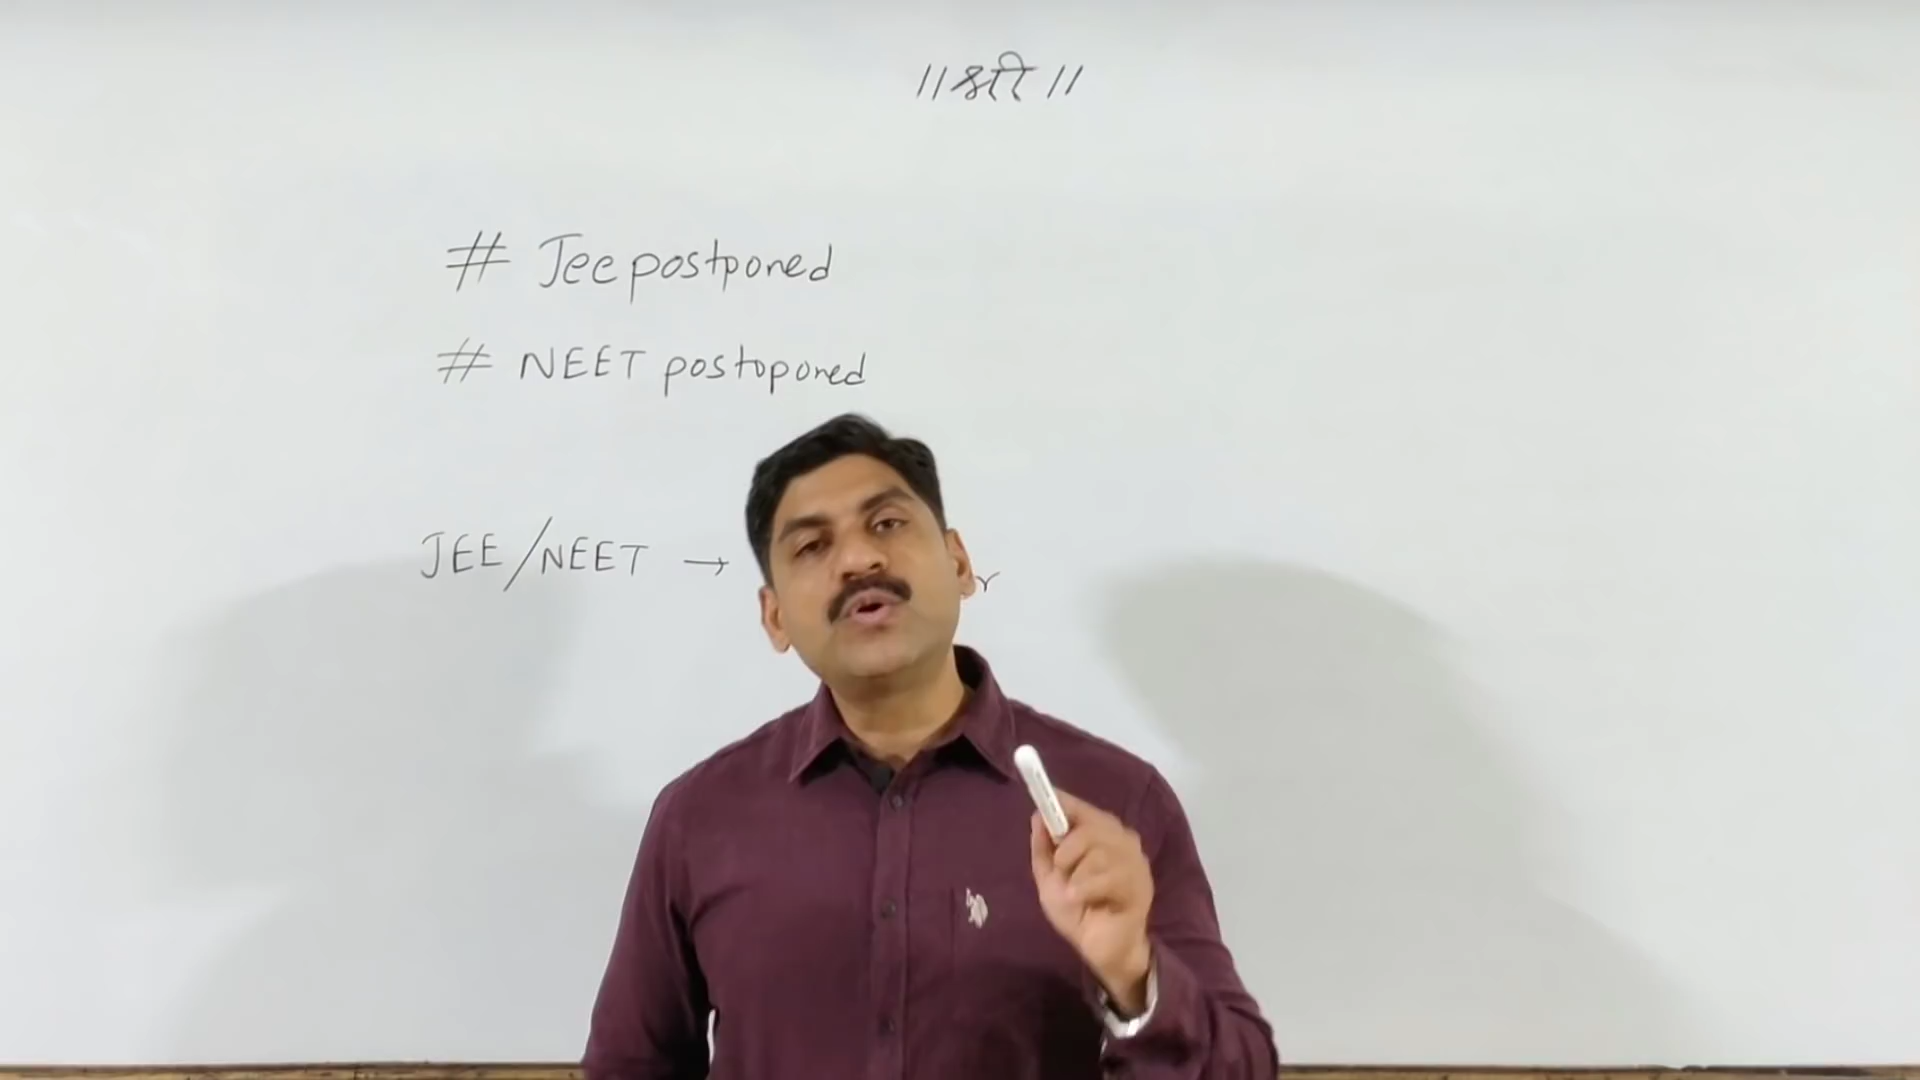 ॥श्री॥
# Jeepostponed
# NEET postoponed
JEE/NEET →